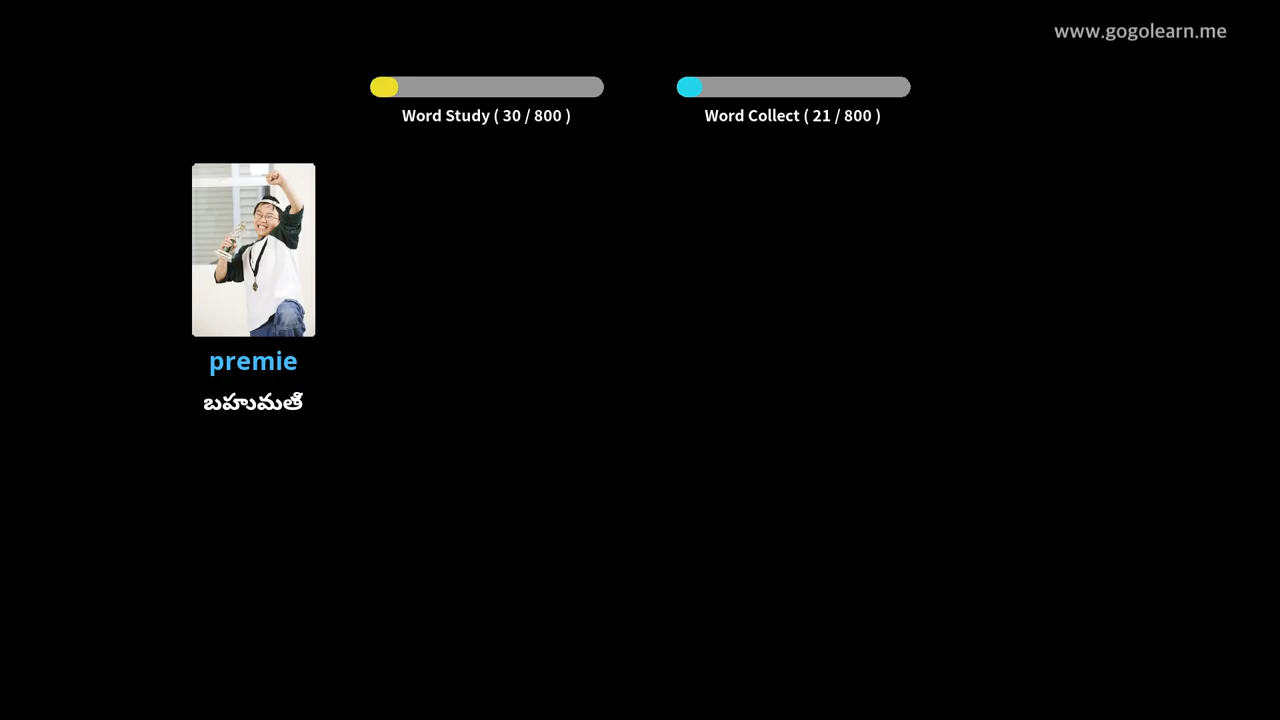 www.gogolearn.me
Word Study ( 30 / 800 )
Word Collect ( 21 / 800 )
premie
బహుమతి